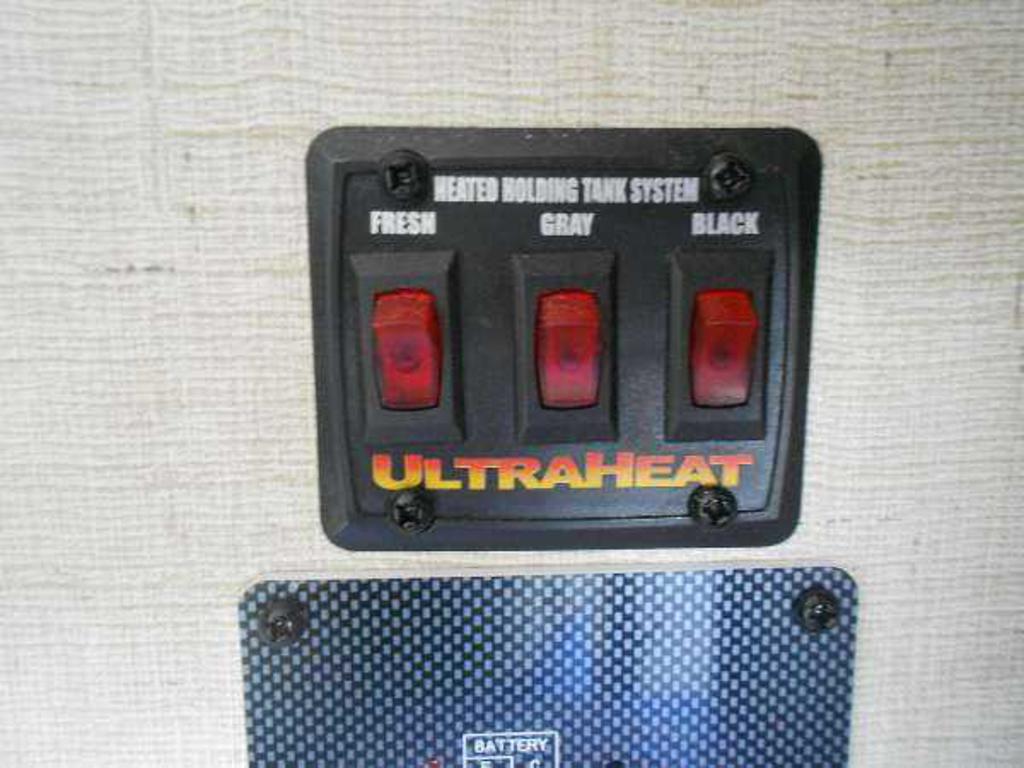 HEATED HOLDING TANK SYSTEM
FRESH GRAY BLACK
ULTRAHEAT
BATTERY